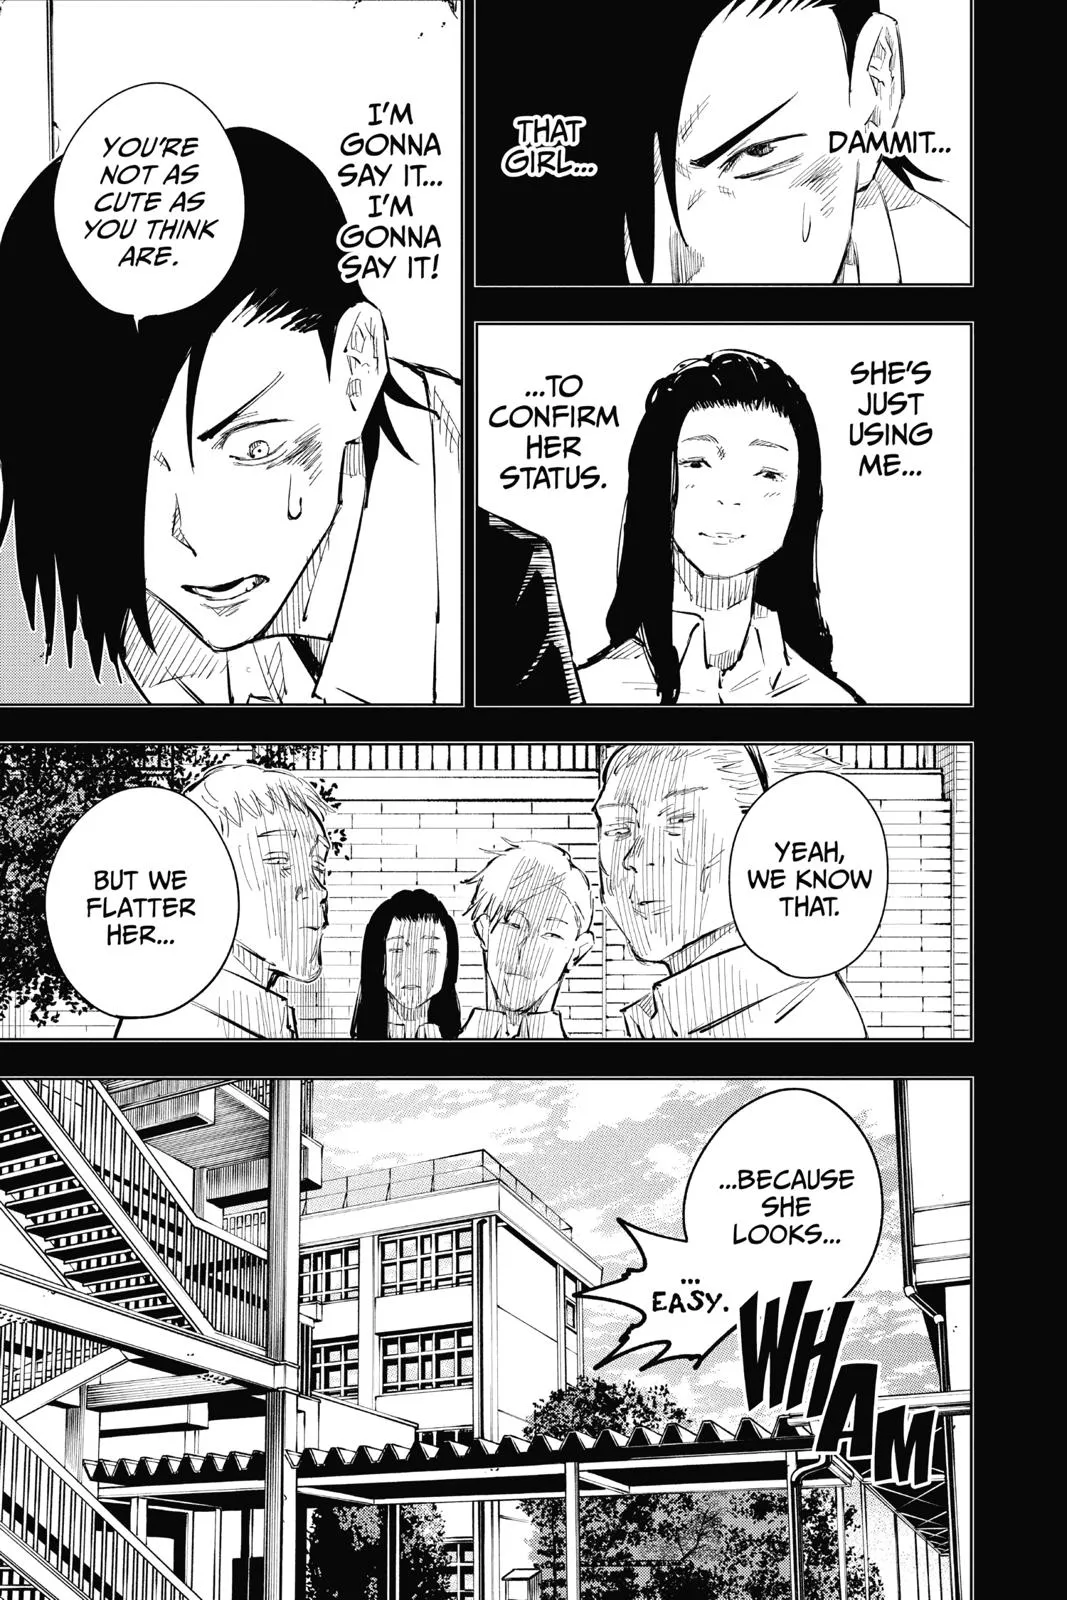 DAMMIT...
THAT
GIRL...
SHE'S
JUST
USING
ME...
...TO
CONFIRM
HER
STATUS.
I'M
GONNA
SAY IT...
I'M
GONNA
SAY IT!
YOU'RE
NOT AS
CUTE AS
YOU THINK
ARE.
YEAH,
WE KNOW
THAT.
BUT WE
FLATTER
HER...
...BECAUSE
SHE
LOOKS...
...
EASY.
WHAM